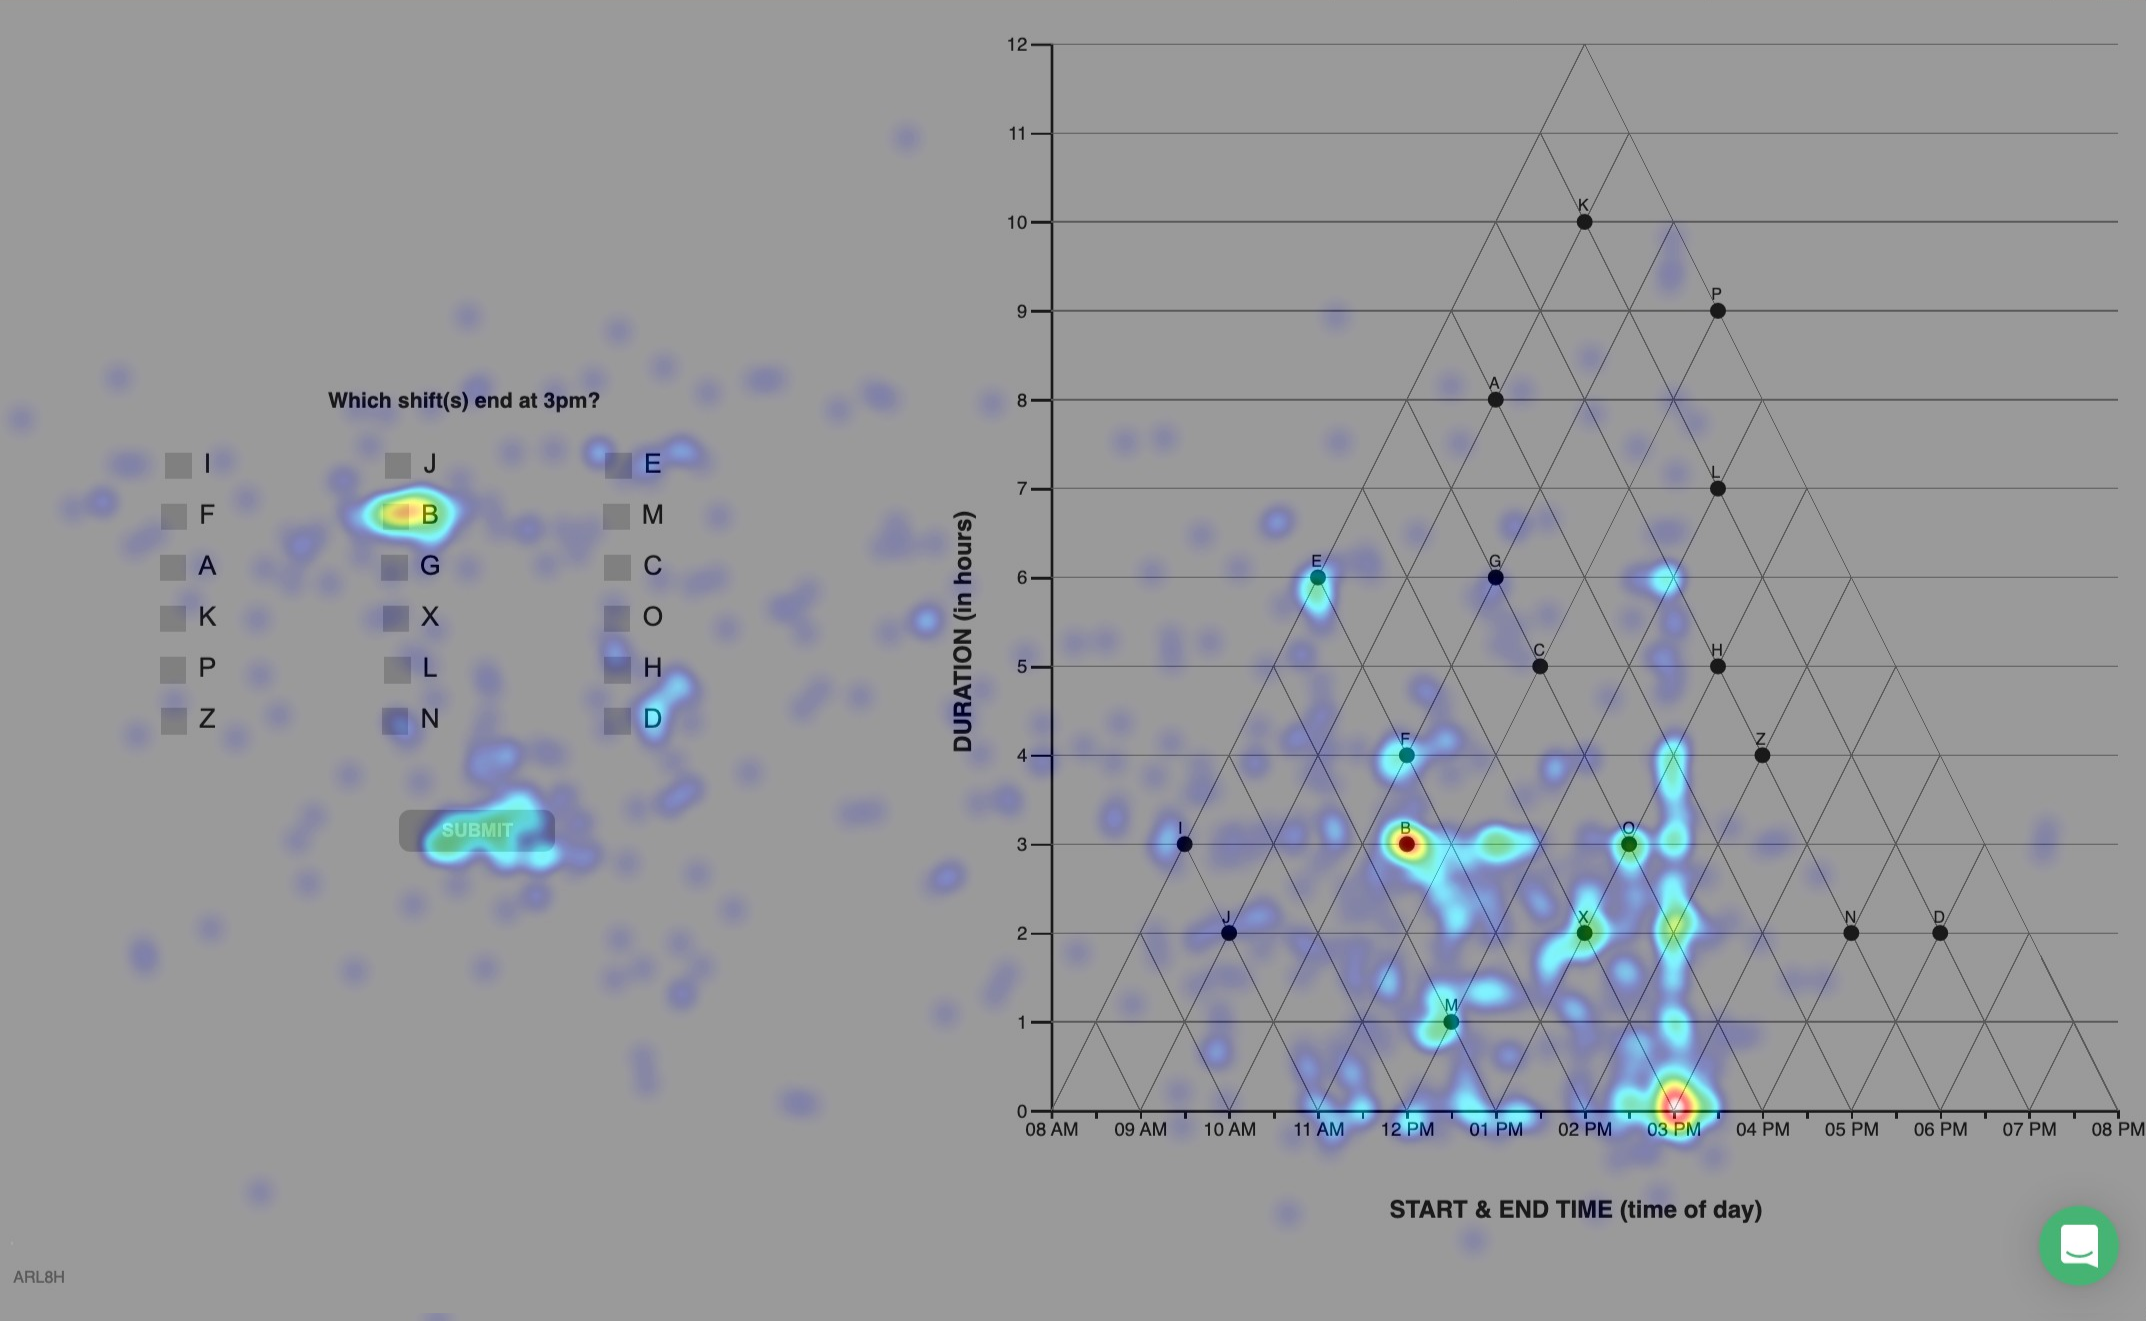 Which shift(s) end at 3pm?
I J E
F B M
A G C
K X O
P L H
Z N D
SUBMIT
ARL8H
DURATION (in hours)
12
11
10
9
8
7
6
5
4
3
2
1
0
K
P
A
L
E G
C H
F Z
I B O
J X N D
M
08 AM 09 AM 10 AM 11 AM 12 PM 01 PM 02 PM 03 PM 04 PM 05 PM 06 PM 07 PM 08 PM
START & END TIME (time of day)